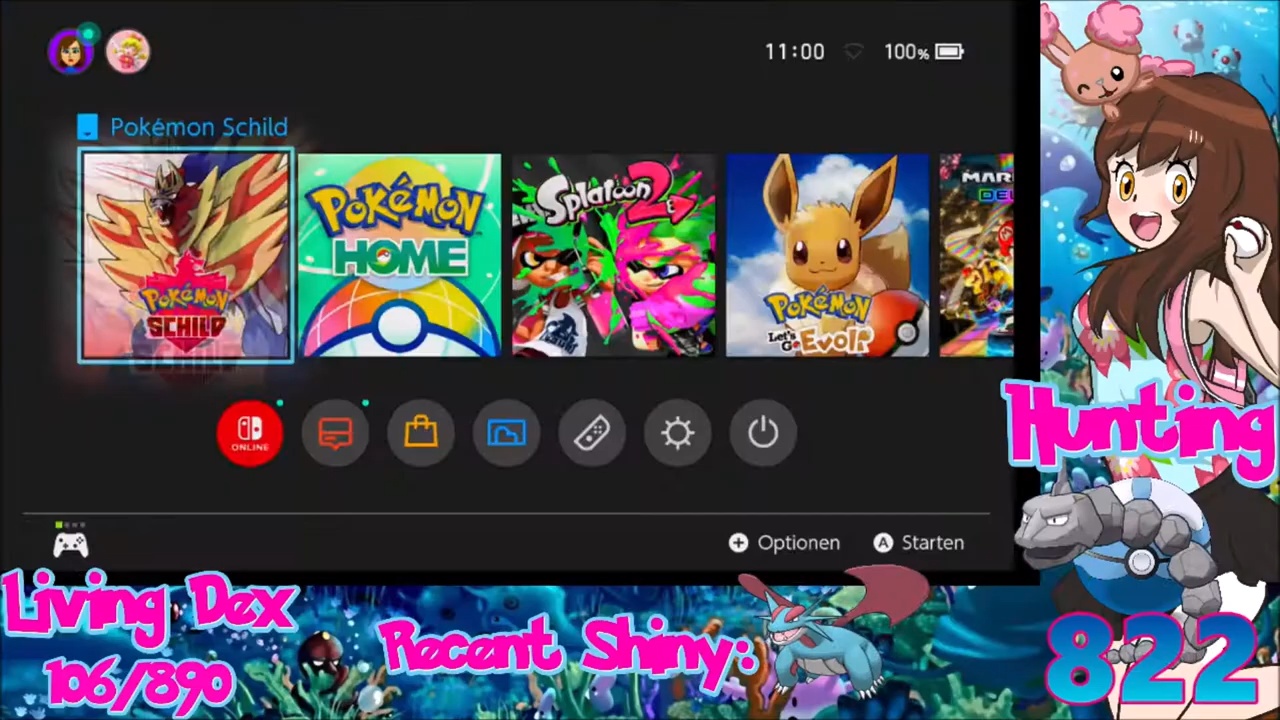 11:00 100%
Pokémon Schild
POKÉMON SCHILD
POKÉMON HOME
Splatoon 2
POKÉMON Let's Go Evoli
MAR
DEL
ONLINE
Hunting
+ Optionen A Starten
Living Dex
106/890
Recent Shiny:
822